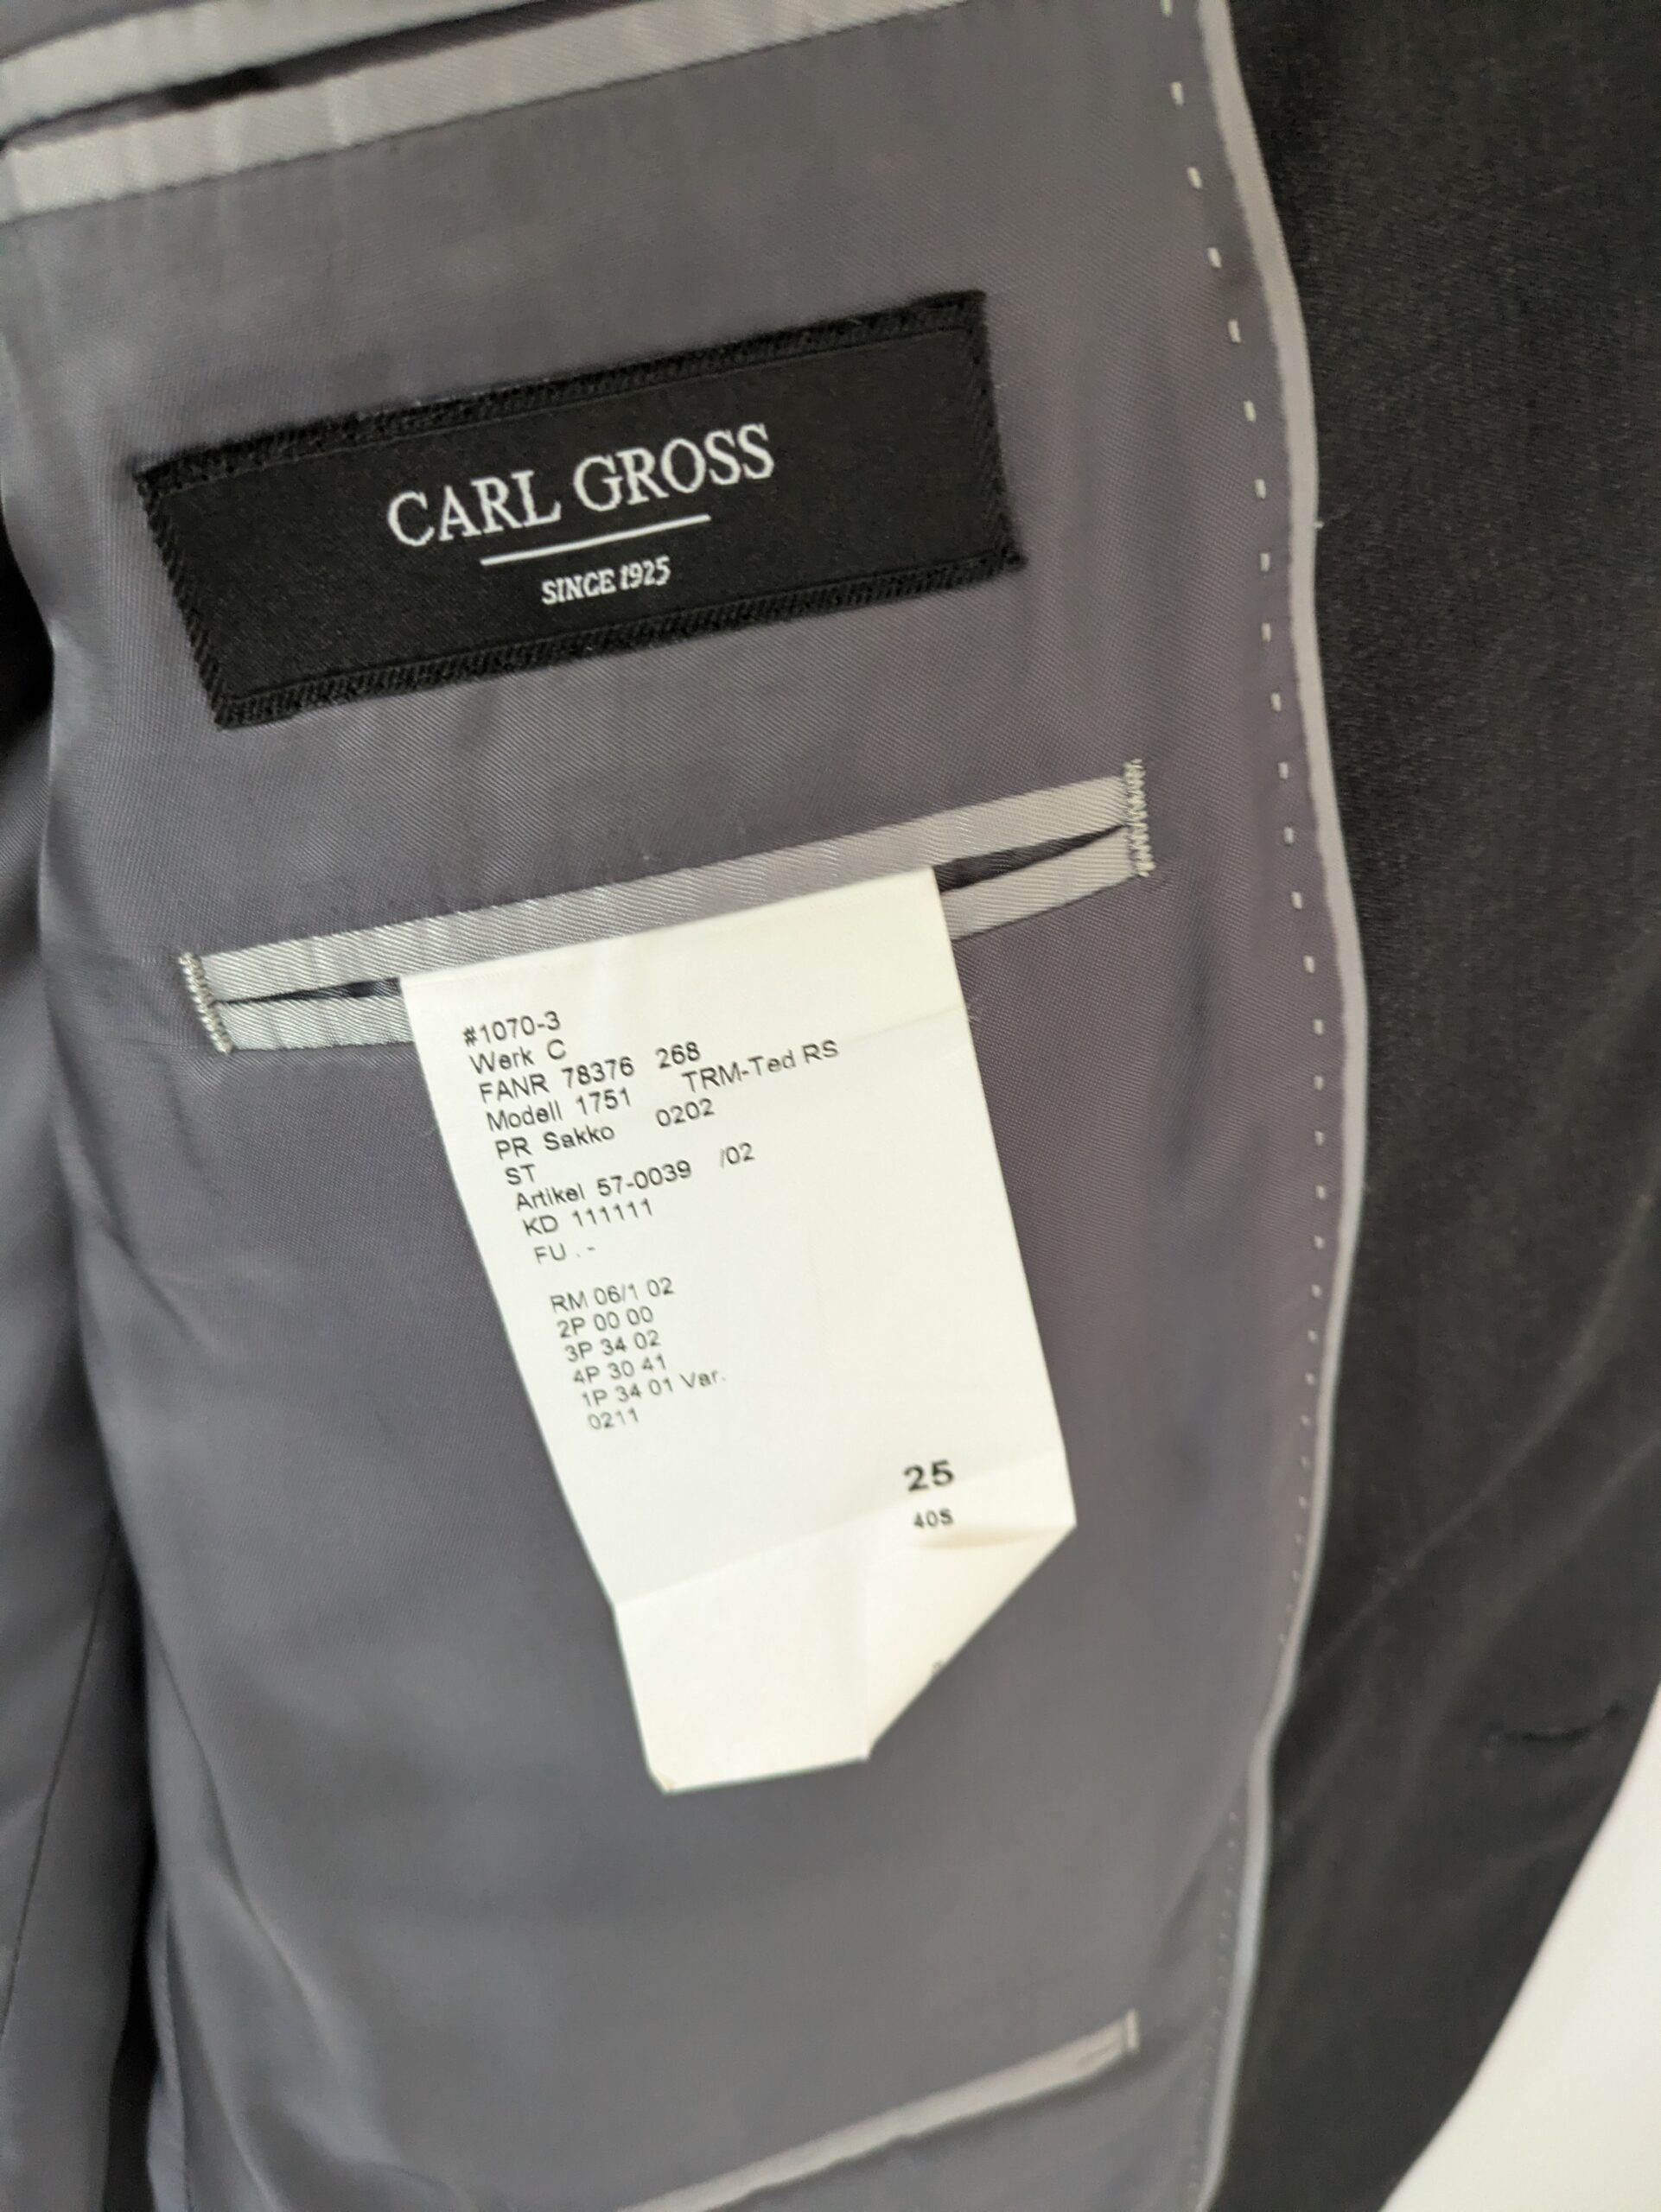 CARL GROSS
SINCE 1925
#1070-3
Werk C
FANR 78376 268
Modell 1751 TRM-Ted RS
PR Sakko 0202
ST
Artikel 57-0039 /02
KD 111111
FU . -
RM 06/1 02
2P 00 00
3P 34 02
4P 30 41
1P 34 01 Var.
0211
25
40S